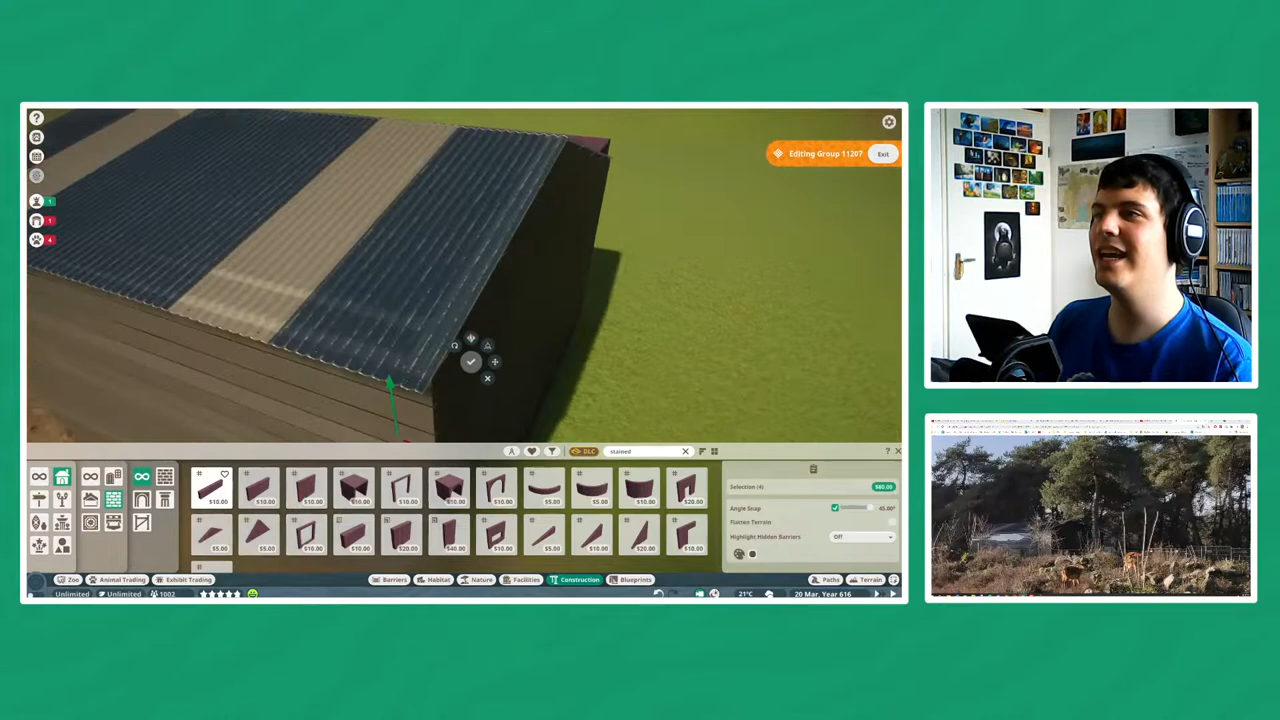 ?
Editing Group 11207
Exit
1
1
4
DLC
stained
?
$10.00 $10.00 $10.00 $10.00 $10.00 $10.00 $10.00 $5.00 $5.00 $10.00 $20.00
$5.00 $5.00 $10.00 $10.00 $20.00 $40.00 $10.00 $5.00 $10.00 $20.00 $10.00
Selection (4)
$80.00
Angle Snap
45.00°
Flatten Terrain
Highlight Hidden Barriers
Off
Zoo
Animal Trading
Exhibit Trading
Barriers
Habitat
Nature
Facilities
Construction
Blueprints
Paths
Terrain
Unlimited
Unlimited
1002
21°C
20 Mar, Year 616